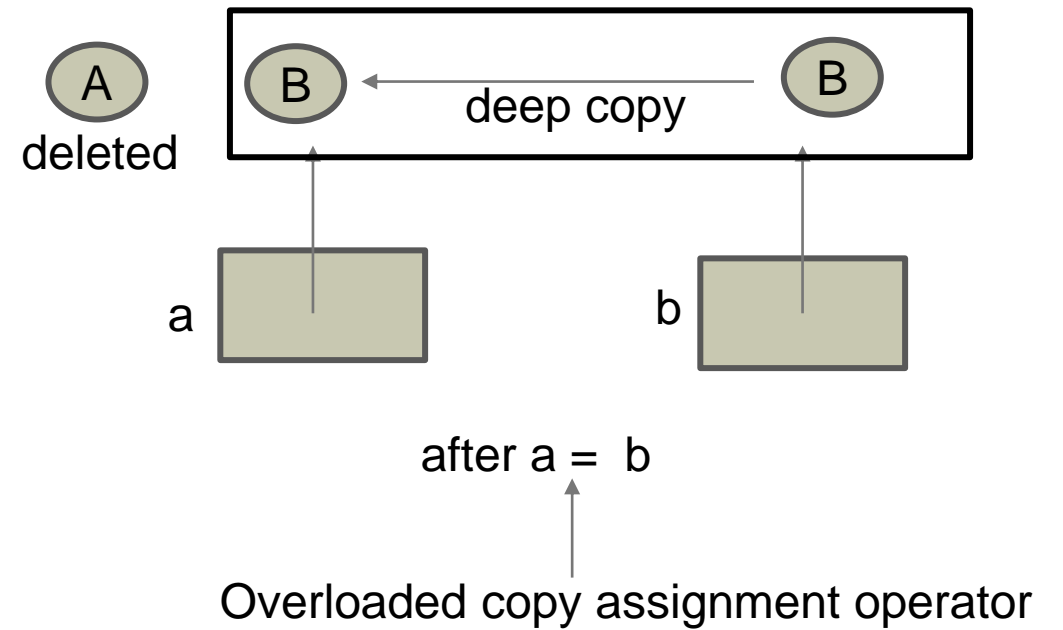 A
B
B
deep copy
deleted
a
b
after a = b
Overloaded copy assignment operator